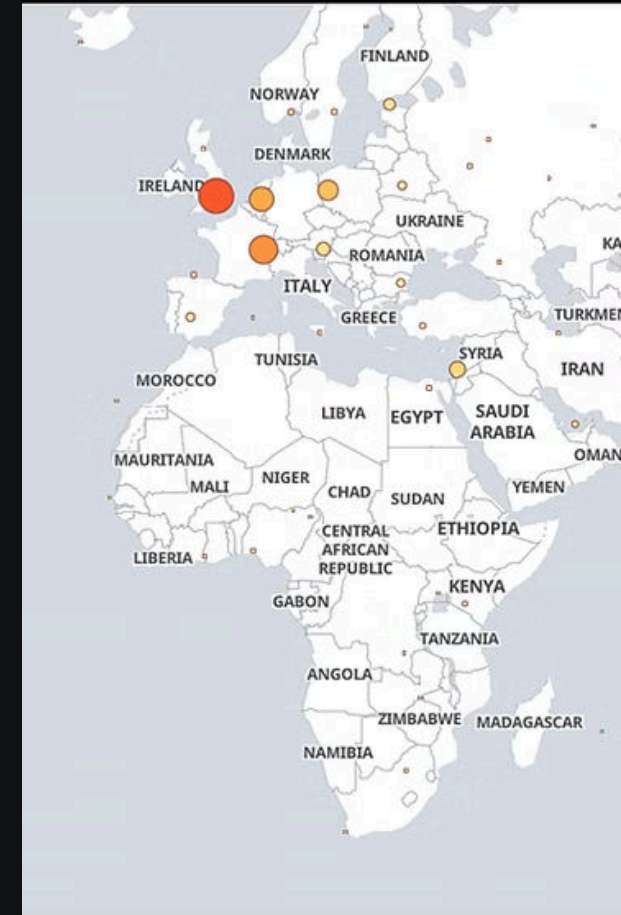 FINLAND
NORWAY
DENMARK
IRELAND
UKRAINE
KA
ROMANIA
ITALY
GREECE
TURKMEN
TUNISIA
SYRIA
IRAN
MOROCCO
LIBYA
EGYPT
SAUDI
ARABIA
OMAN
MAURITANIA
MALI
NIGER
CHAD
SUDAN
YEMEN
ETHIOPIA
CENTRAL
AFRICAN
REPUBLIC
LIBERIA
KENYA
GABON
TANZANIA
ANGOLA
ZIMBABWE
MADAGASCAR
NAMIBIA